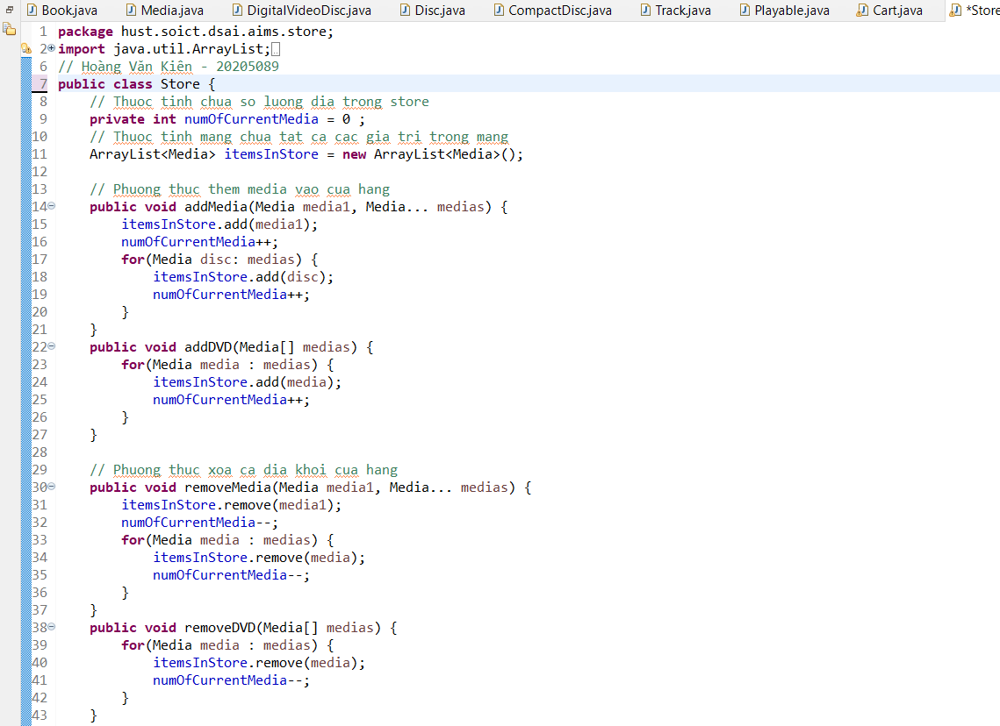 Book.java Media.java DigitalVideoDisc.java Disc.java CompactDisc.java Track.java Playable.java Cart.java *Store
1 package hust.soict.dsai.aims.store;
2 import java.util.ArrayList;
6 // Hoàng Văn Kiên - 20205089
7 public class Store {
8 // Thuoc tinh chua so luong dia trong store
9 private int numOfCurrentMedia = 0 ;
10 // Thuoc tinh mang chua tat ca cac gia tri trong mang
11 ArrayList<Media> itemsInStore = new ArrayList<Media>();
12
13 // Phuong thuc them media vao cua hang
14 public void addMedia(Media media1, Media... medias) {
15 itemsInStore.add(media1);
16 numOfCurrentMedia++;
17 for(Media disc: medias) {
18 itemsInStore.add(disc);
19 numOfCurrentMedia++;
20 }
21 }
22 public void addDVD(Media[] medias) {
23 for(Media media : medias) {
24 itemsInStore.add(media);
25 numOfCurrentMedia++;
26 }
27 }
28
29 // Phuong thuc xoa ca dia khoi cua hang
30 public void removeMedia(Media media1, Media... medias) {
31 itemsInStore.remove(media1);
32 numOfCurrentMedia--;
33 for(Media media : medias) {
34 itemsInStore.remove(media);
35 numOfCurrentMedia--;
36 }
37 }
38 public void removeDVD(Media[] medias) {
39 for(Media media : medias) {
40 itemsInStore.remove(media);
41 numOfCurrentMedia--;
42 }
43 }